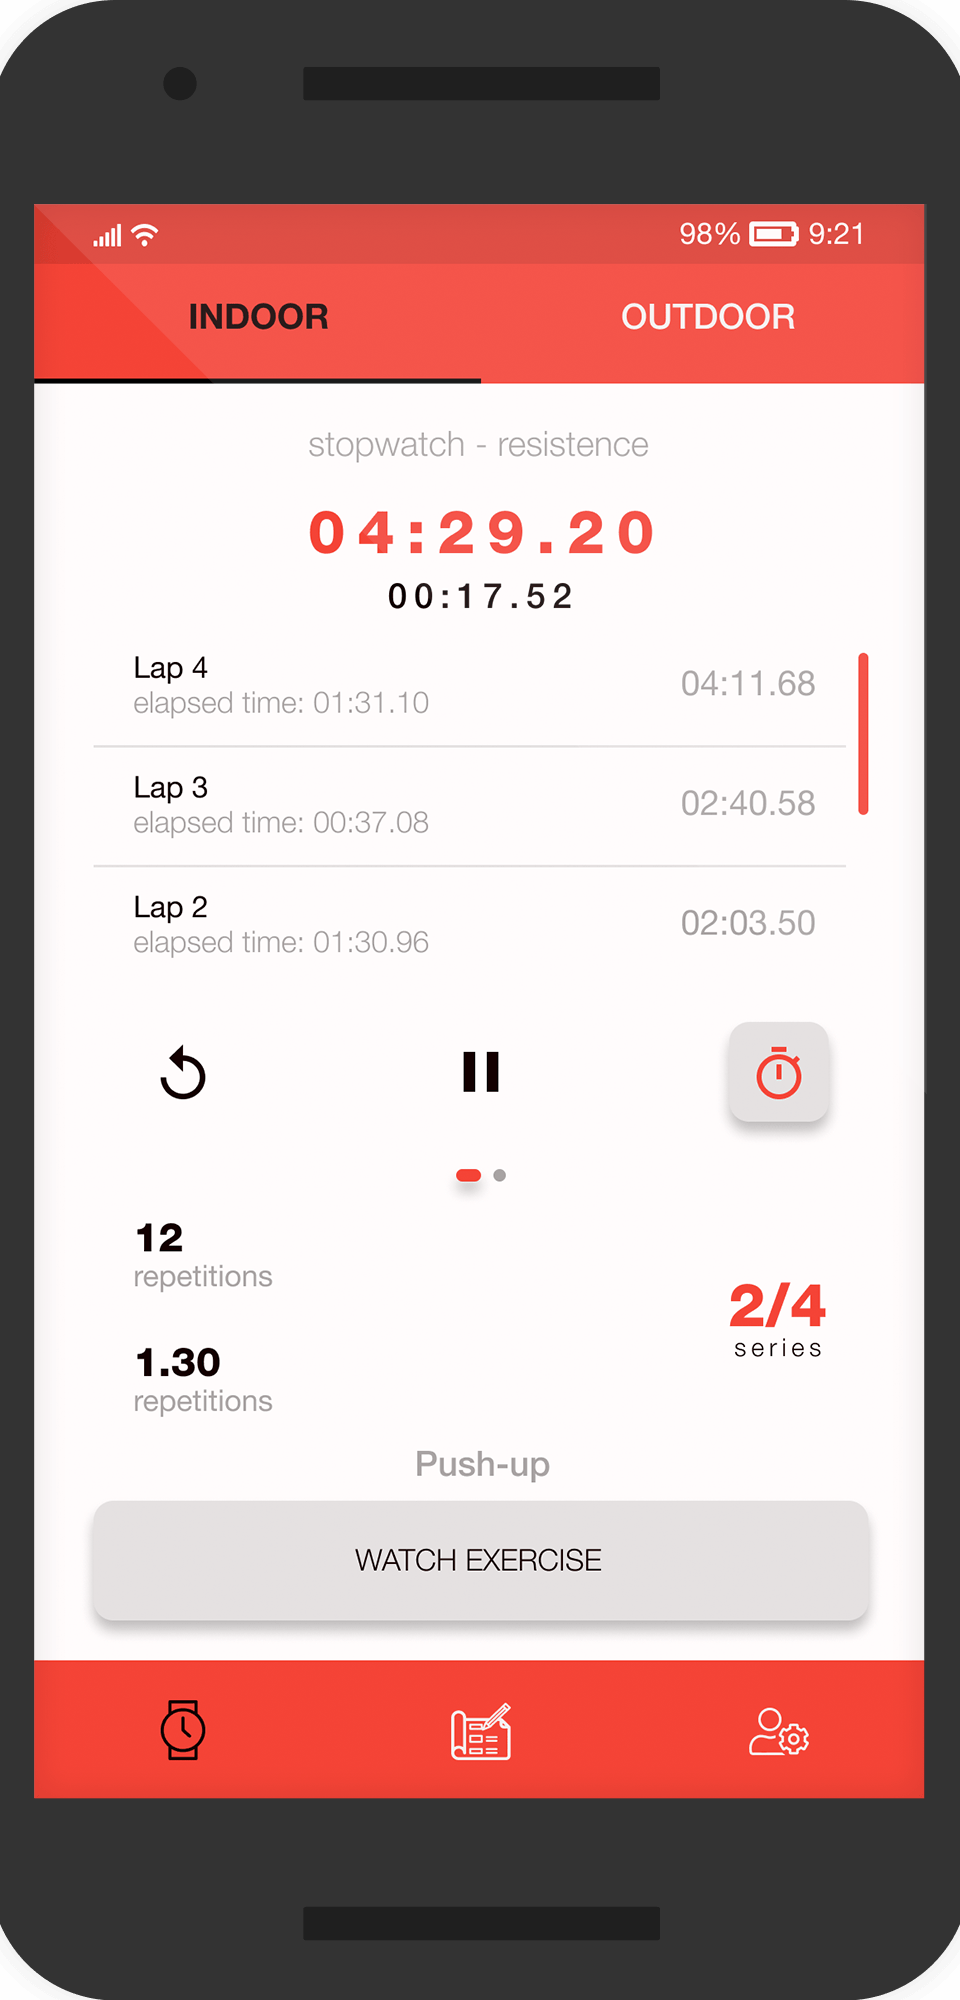 98% 9:21
INDOOR OUTDOOR
stopwatch - resistence
04:29.20
00:17.52
Lap 4
elapsed time: 01:31.10
04:11.68
Lap 3
elapsed time: 00:37.08
02:40.58
Lap 2
elapsed time: 01:30.96
02:03.50
12
repetitions
1.30
repetitions
2/4
series
Push-up
WATCH EXERCISE